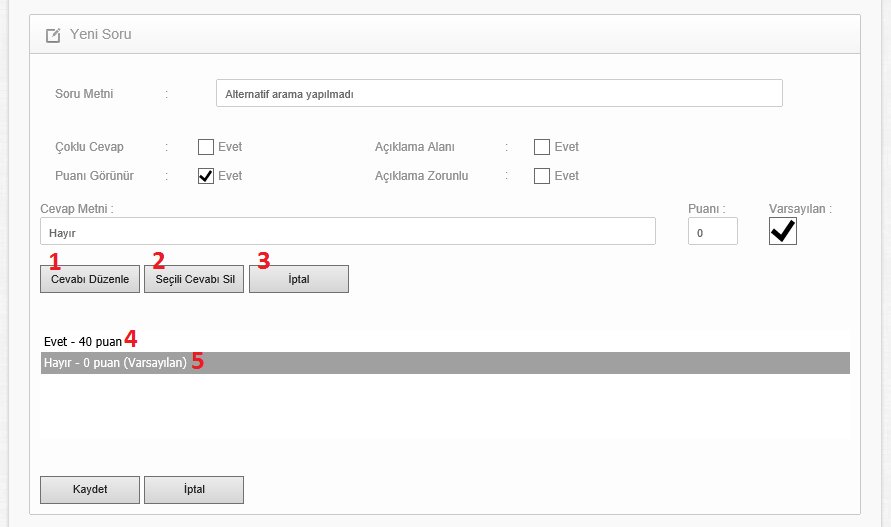 Yeni Soru
Soru Metni : Alternatif arama yapılmadı
Çoklu Cevap : Evet Açıklama Alanı : Evet
Puanı Görünür : Evet Açıklama Zorunlu : Evet
Cevap Metni : Puanı : Varsayılan :
Hayır 0
1 2 3
Cevabı Düzenle Seçili Cevabı Sil İptal
Evet - 40 puan 4
Hayır - 0 puan (Varsayılan) 5
Kaydet İptal